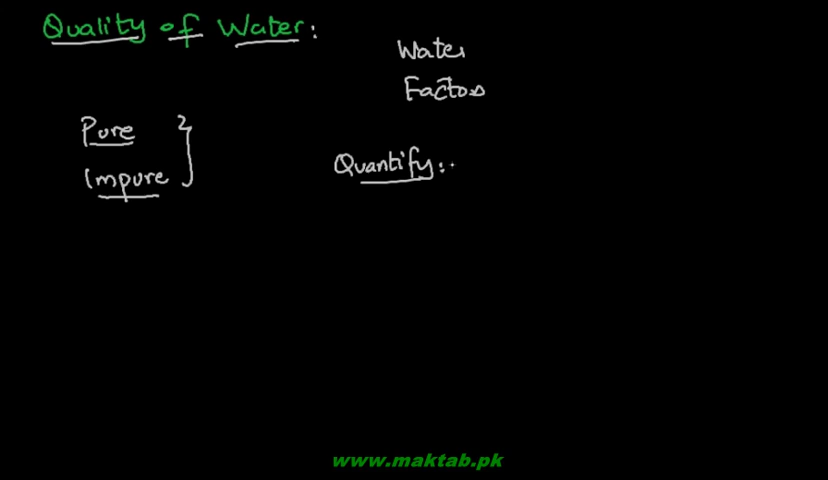 Quality of Water:
Water
Factors
Pure
Impure
Quantify:
www.maktab.pk